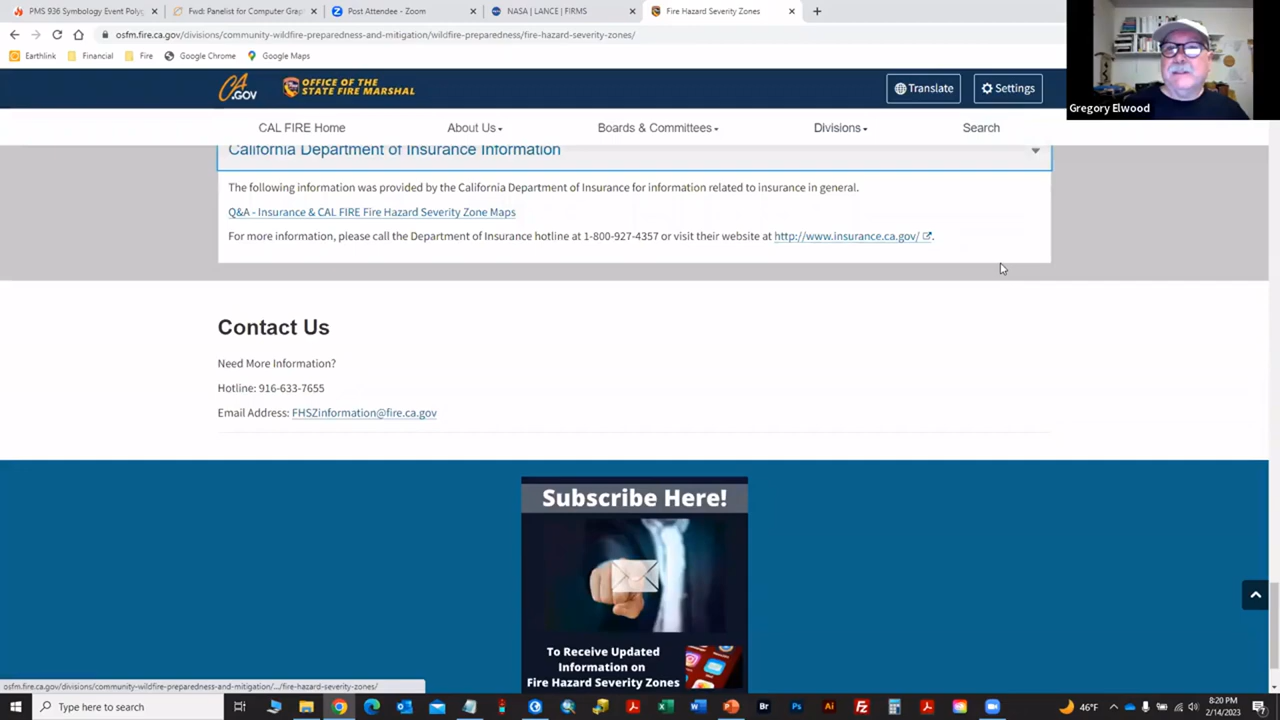 PMS 936 Symbology Event Polyg
Fwd: Panelist for Computer Grap
Post Attendee - Zoom
NASA | LANCE | FIRMS
Fire Hazard Severity Zones
osfm.fire.ca.gov/divisions/community-wildfire-preparedness-and-mitigation/wildfire-preparedness/fire-hazard-severity-zones/
Earthlink
Financial
Fire
Google Chrome
Google Maps
CA.GOV
OFFICE OF THE
STATE FIRE MARSHAL
Translate
Settings
Gregory Elwood
CAL FIRE Home
About Us
Boards & Committees
Divisions
Search
California Department of Insurance Information
The following information was provided by the California Department of Insurance for information related to insurance in general.
Q&A - Insurance & CAL FIRE Fire Hazard Severity Zone Maps
For more information, please call the Department of Insurance hotline at 1-800-927-4357 or visit their website at http://www.insurance.ca.gov/.
Contact Us
Need More Information?
Hotline: 916-633-7655
Email Address: FHSZinformation@fire.ca.gov
Subscribe Here!
To Receive Updated
Information on
Fire Hazard Severity Zones
osfm.fire.ca.gov/divisions/community-wildfire-preparedness-and-mitigation/.../fire-hazard-severity-zones/
Type here to search
Br
Ps
Ai
46°F
8:20 PM
2/14/2023